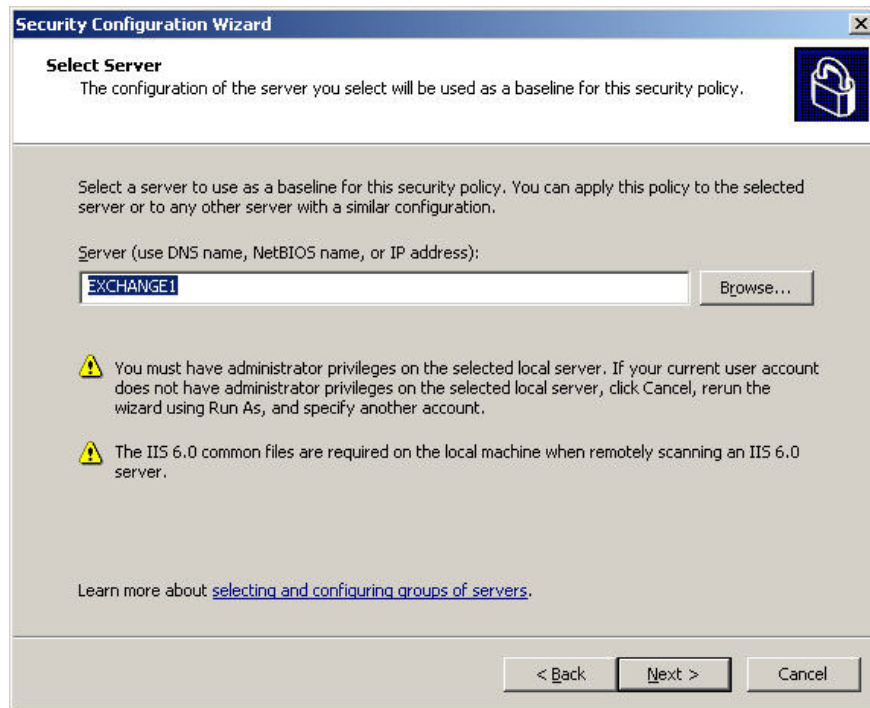 Security Configuration Wizard
Select Server
The configuration of the server you select will be used as a baseline for this security policy.
Select a server to use as a baseline for this security policy. You can apply this policy to the selected
server or to any other server with a similar configuration.
Server (use DNS name, NetBIOS name, or IP address):
EXCHANGE1
Browse...
You must have administrator privileges on the selected local server. If your current user account
does not have administrator privileges on the selected local server, click Cancel, rerun the
wizard using Run As, and specify another account.
The IIS 6.0 common files are required on the local machine when remotely scanning an IIS 6.0
server.
Learn more about selecting and configuring groups of servers.
< Back
Next >
Cancel